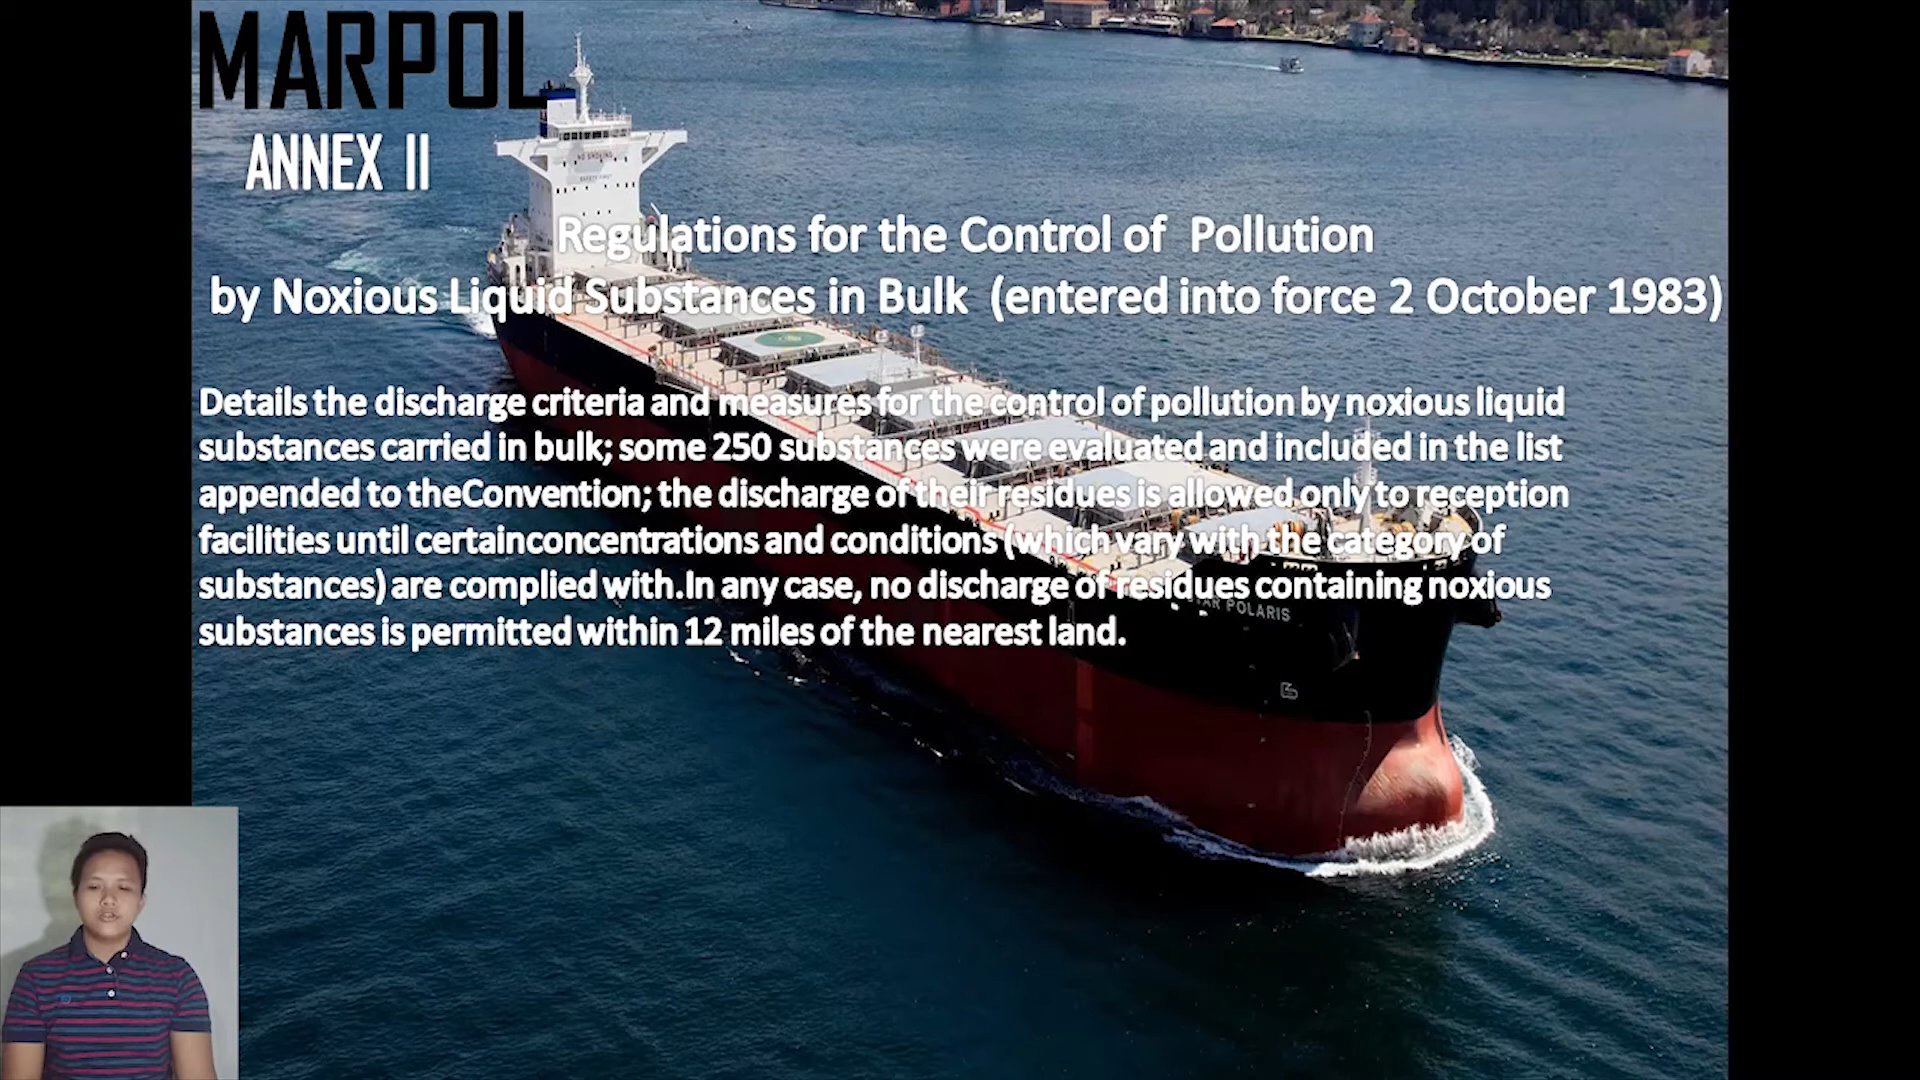 MARPOL
ANNEX II
NO SMOKING
SAFETY FIRST
Regulations for the Control of Pollution
by Noxious Liquid Substances in Bulk (entered into force 2 October 1983)
Details the discharge criteria and measures for the control of pollution by noxious liquid
substances carried in bulk; some 250 substances were evaluated and included in the list
appended to theConvention; the discharge of their residues is allowed only to reception
facilities until certainconcentrations and conditions (which vary with the category of
substances) are complied with.In any case, no discharge of residues containing noxious
substances is permitted within 12 miles of the nearest land.
POLARIS